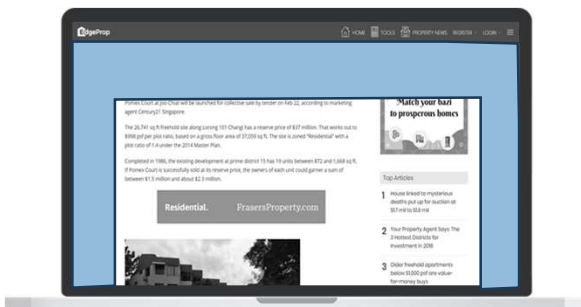 EdgeProp
HOME TOOLS PROPERTY NEWS REGISTER LOGIN
Pomex Court at Joo Chiat will be launched for collective sale by tender on Feb 22, according to marketing
agent Century21 Singapore.
The 26,741 sq ft freehold site along Lorong 101 Changi has a reserve price of $37 million. That works out to
$998 psf per plot ratio, based on a gross floor area of 37,059 sq ft. The site is zoned "Residential" with a
plot ratio of 1.4 under the 2014 Master Plan.
Completed in 1986, the existing development at prime district 15 has 19 units between 872 and 1,668 sq ft.
If Pomex Court is successfully sold at its reserve price, the owners of each unit could garner a sum of
between $1.5 million and about $2.3 million.
Residential. FrasersProperty.com
Match your bazi
to prosperous homes
Top Articles
1 House linked to mysterious
deaths put up for auction at
$1.7 mil to $1.8 mil
2 Your Property Agent Says: The
3 Hottest Districts for
Investment in 2018
3 Older freehold apartments
below $1,000 psf are value-
for-money buys